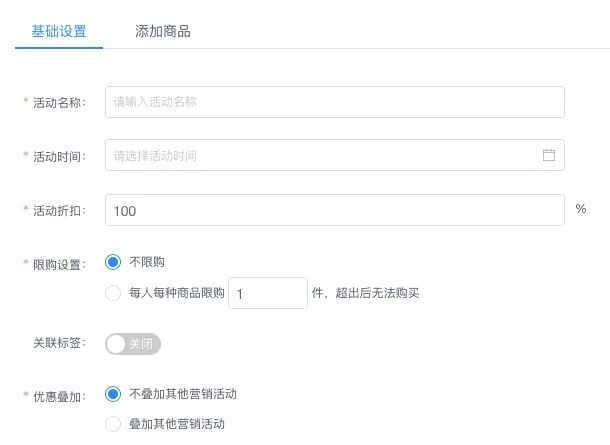 基础设置 添加商品
* 活动名称： 请输入活动名称
* 活动时间： 请选择活动时间
* 活动折扣： 100 %
* 限购设置： 不限购
每人每种商品限购 1 件，超出后无法购买
关联标签： 关闭
* 优惠叠加： 不叠加其他营销活动
叠加其他营销活动